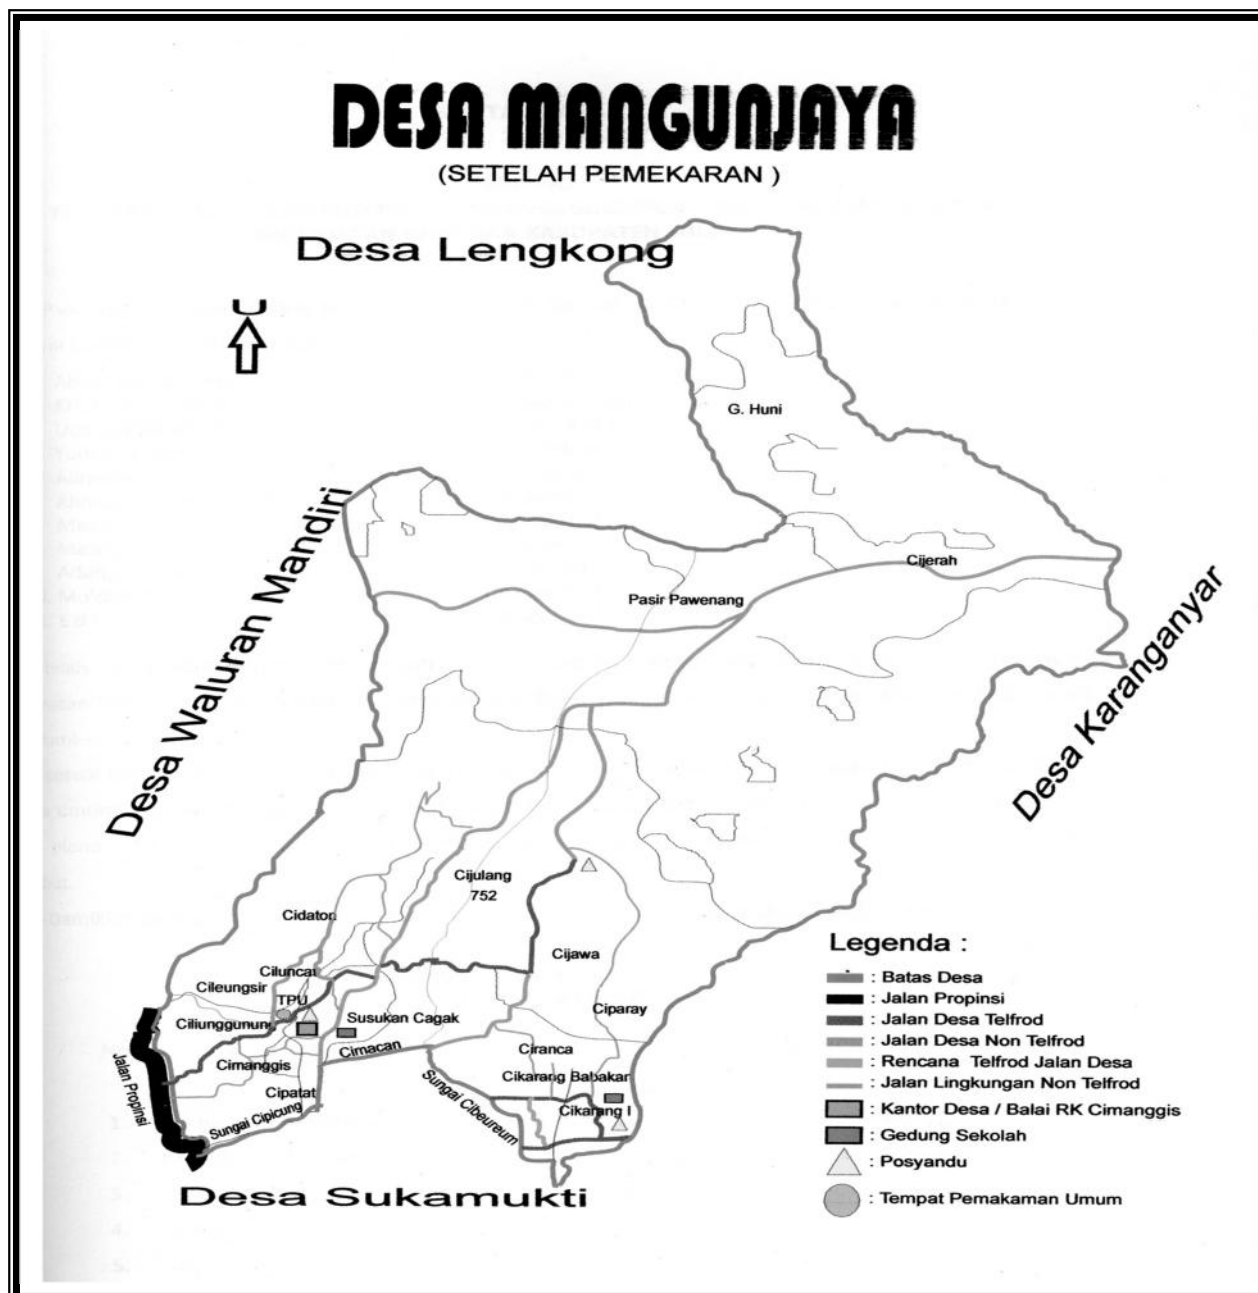 DESA MANGUNJAYA
(SETELAH PEMEKARAN )
Desa Lengkong
U
G. Huni
Desa Waluran Mandiri
Cijerah
Pasir Pawenang
Desa Karanganyar
Cijulang
752
Cidaton
Cijawa
Ciluncat
Cileungsir
TPU
Ciparay
Ciliunggunung
Susukan Cagak
Cimacan
Ciranca
Cimanggis
Cikarang Babakan
Jalan Propinsi
Cipatat
Sungai Cibeureum
Cikarang I
Sungai Cipicung
Desa Sukamukti
Legenda :
: Batas Desa
: Jalan Propinsi
: Jalan Desa Telfrod
: Jalan Desa Non Telfrod
: Rencana Telfrod Jalan Desa
: Jalan Lingkungan Non Telfrod
: Kantor Desa / Balai RK Cimanggis
: Gedung Sekolah
: Posyandu
: Tempat Pemakaman Umum